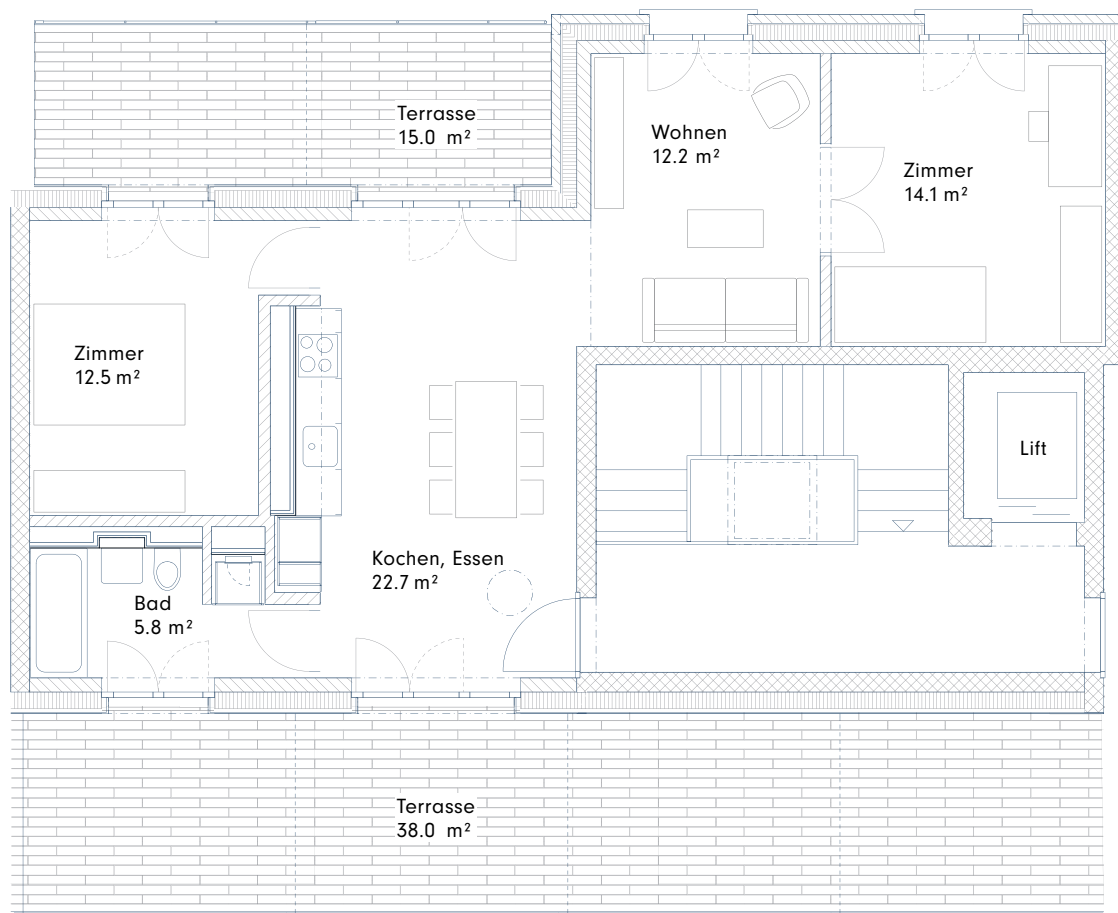 Terrasse
15.0 m²
Wohnen
12.2 m²
Zimmer
14.1 m²
Zimmer
12.5 m²
Lift
Kochen, Essen
22.7 m²
Bad
5.8 m²
Terrasse
38.0 m²